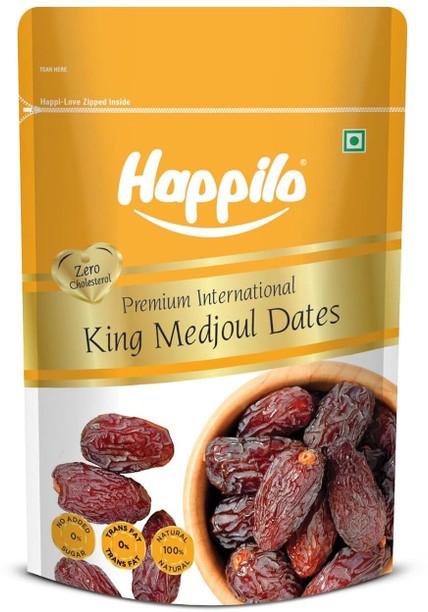 TEAR HERE
Happi-Love Zipped Inside
Happilo®
Zero
Cholesterol
Premium International
King Medjoul Dates
NO ADDED
0%
SUGAR
TRANS FAT
0%
TRANS FAT
NATURAL
100%
NATURAL